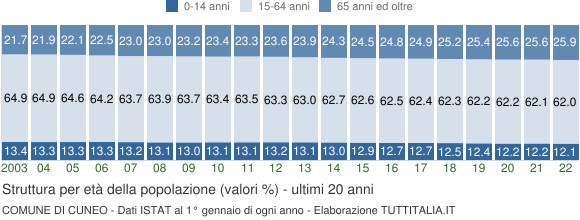 0-14 anni 15-64 anni 65 anni ed oltre
21.7 21.9 22.1 22.5 23.0 23.0 23.2 23.4 23.3 23.6 23.9 24.3 24.5 24.8 24.9 25.2 25.4 25.6 25.6 25.9
64.9 64.9 64.6 64.2 63.7 63.9 63.7 63.4 63.5 63.3 63.0 62.7 62.6 62.5 62.4 62.3 62.2 62.2 62.1 62.0
13.4 13.3 13.3 13.3 13.2 13.1 13.0 13.1 13.1 13.2 13.1 13.0 12.9 12.7 12.7 12.5 12.4 12.2 12.2 12.1
2003 04 05 06 07 08 09 10 11 12 13 14 15 16 17 18 19 20 21 22
Struttura per età della popolazione (valori %) - ultimi 20 anni
COMUNE DI CUNEO - Dati ISTAT al 1° gennaio di ogni anno - Elaborazione TUTTITALIA.IT